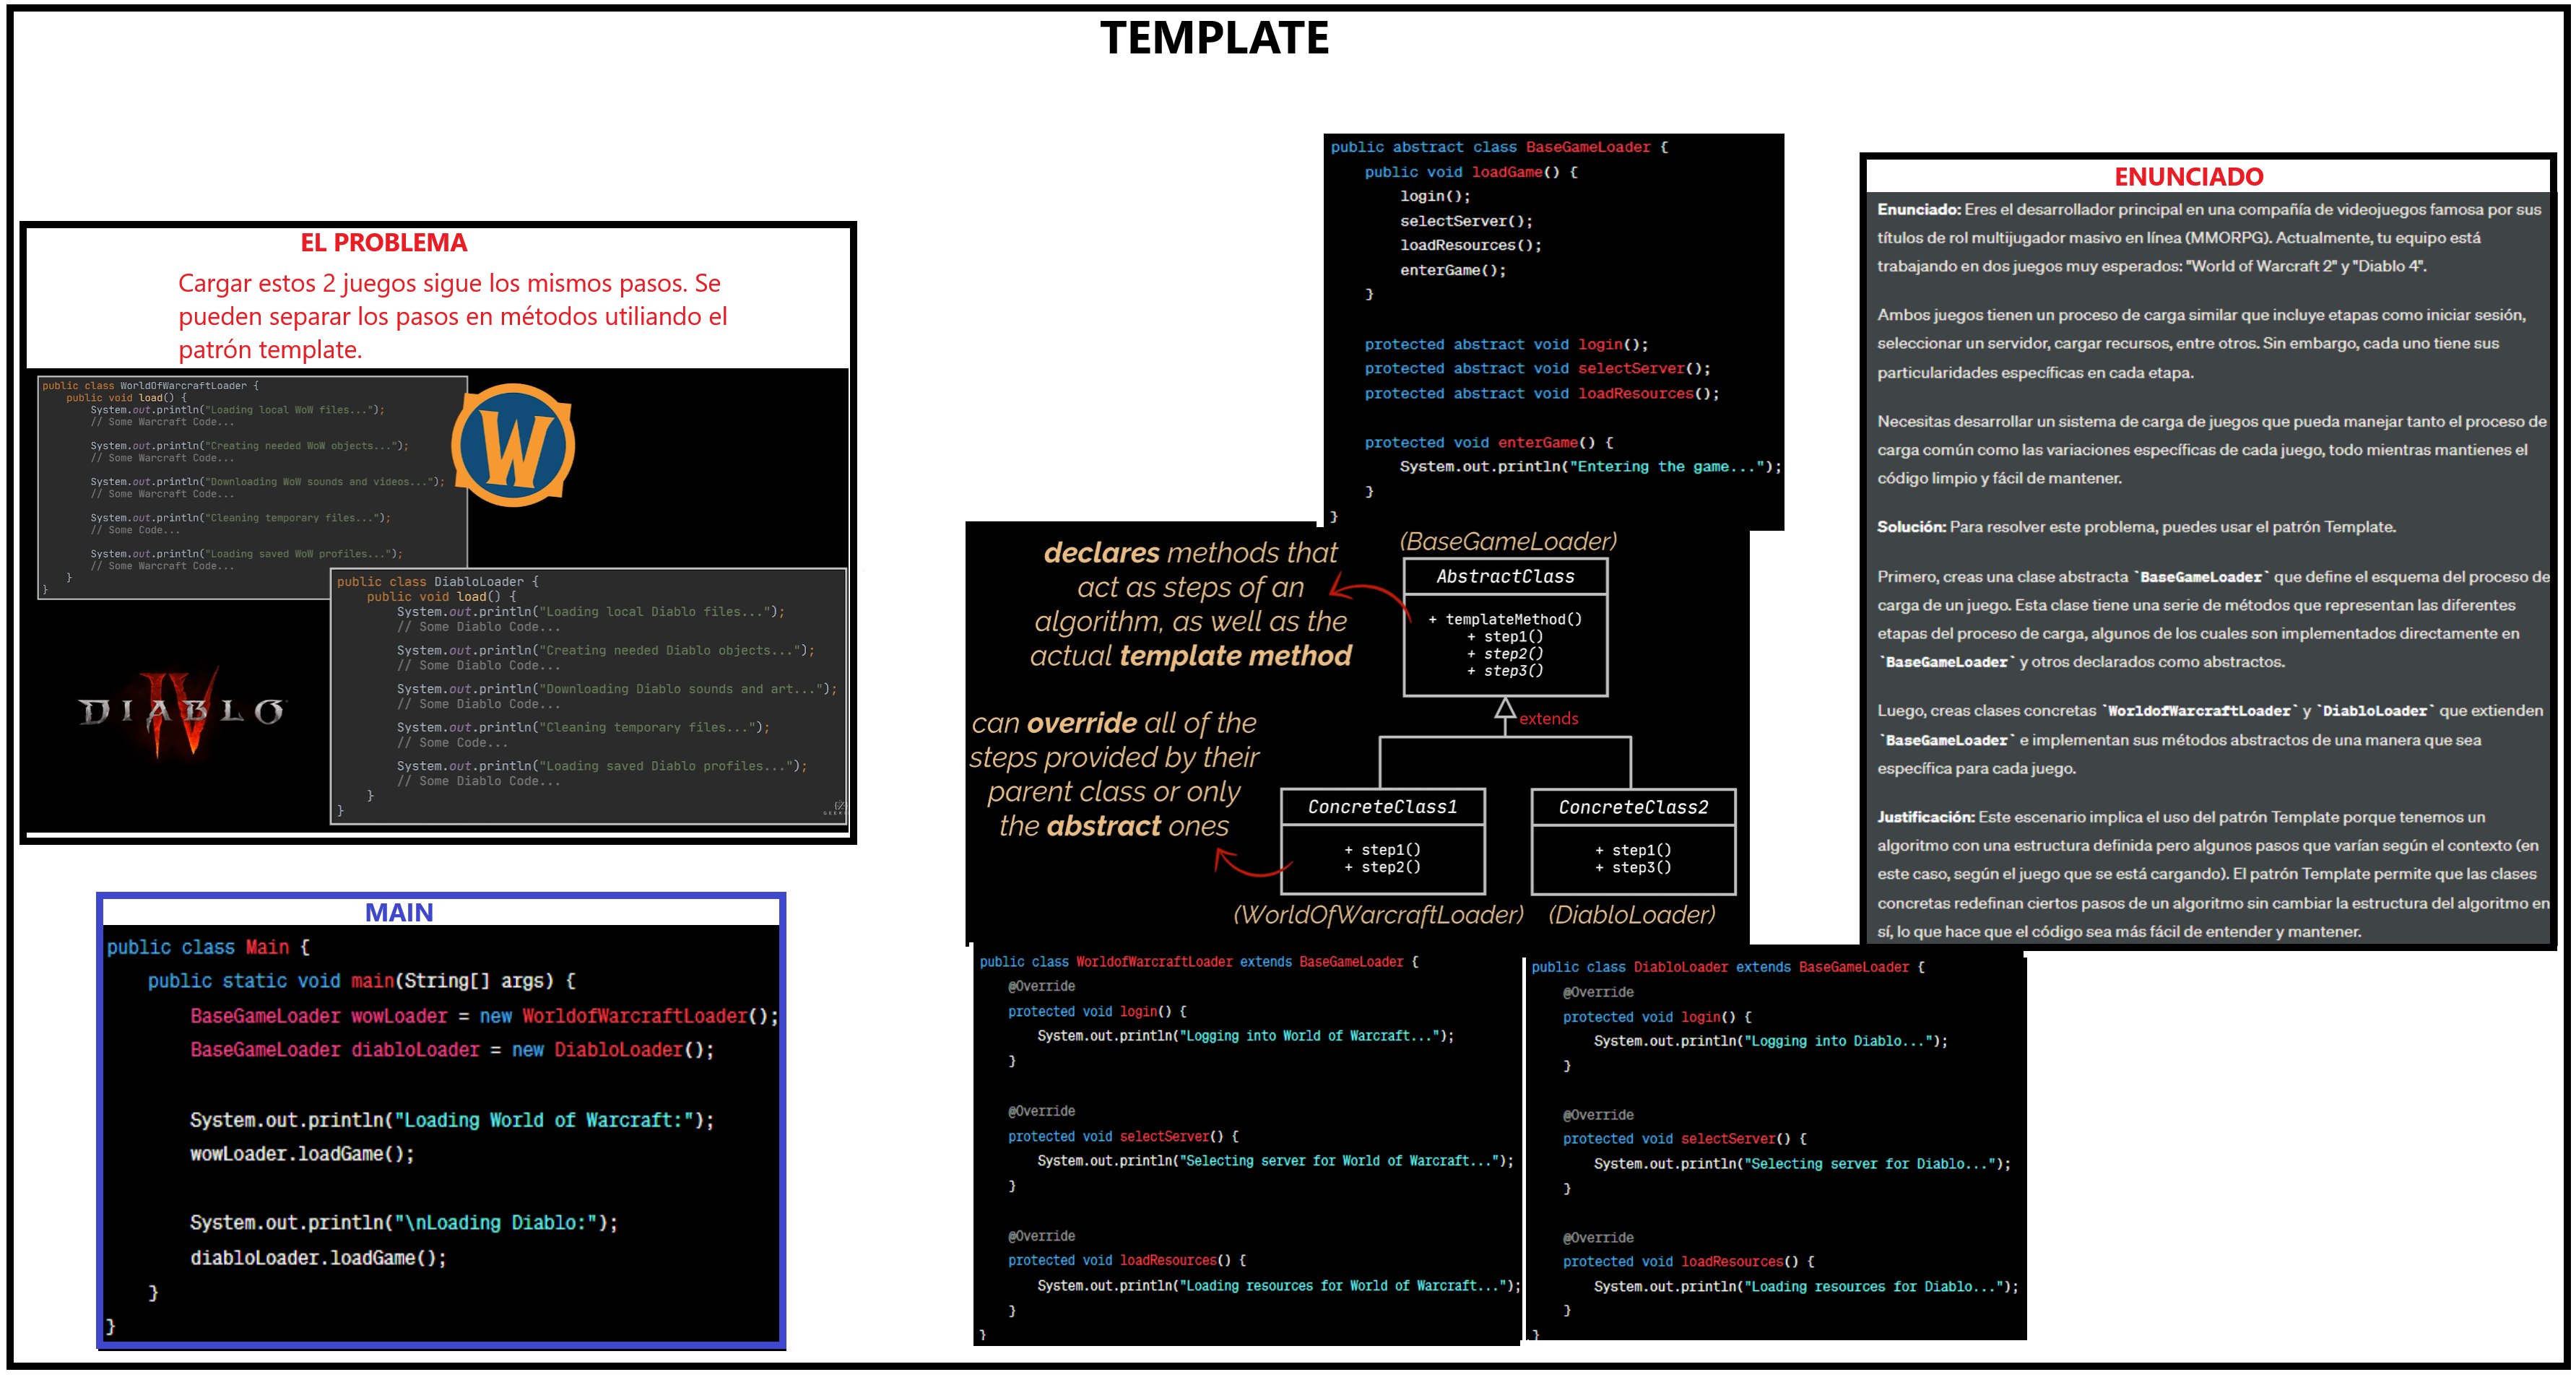 TEMPLATE
EL PROBLEMA
Cargar estos 2 juegos sigue los mismos pasos. Se
pueden separar los pasos en métodos utiliando el
patrón template.
public class WorldOfWarcraftLoader {
public void load() {
System.out.println("Loading local WoW files...");
// Some Warcraft Code...
System.out.println("Creating needed WoW objects...");
// Some Warcraft Code...
System.out.println("Downloading WoW sounds and videos...");
// Some Warcraft Code...
System.out.println("Cleaning temporary files...");
// Some Code...
System.out.println("Loading saved WoW profiles...");
// Some Warcraft Code...
}
}
W
DIABLO
IV
public class DiabloLoader {
public void load() {
System.out.println("Loading local Diablo files...");
// Some Diablo Code...
System.out.println("Creating needed Diablo objects...");
// Some Diablo Code...
System.out.println("Downloading Diablo sounds and art...");
// Some Diablo Code...
System.out.println("Cleaning temporary files...");
// Some Code...
System.out.println("Loading saved Diablo profiles...");
// Some Diablo Code...
}
}
MAIN
public class Main {
public static void main(String[] args) {
BaseGameLoader wowLoader = new WorldofWarcraftLoader();
BaseGameLoader diabloLoader = new DiabloLoader();
System.out.println("Loading World of Warcraft:");
wowLoader.loadGame();
System.out.println("\nLoading Diablo:");
diabloLoader.loadGame();
}
}
public abstract class BaseGameLoader {
public void loadGame() {
login();
selectServer();
loadResources();
enterGame();
}
protected abstract void login();
protected abstract void selectServer();
protected abstract void loadResources();
protected void enterGame() {
System.out.println("Entering the game...");
}
}
declares methods that
act as steps of an
algorithm, as well as the
actual template method
can override all of the
steps provided by their
parent class or only
the abstract ones
(BaseGameLoader)
AbstractClass
+ templateMethod()
+ step1()
+ step2()
+ step3()
extends
ConcreteClass1
+ step1()
+ step2()
(WorldOfWarcraftLoader)
ConcreteClass2
+ step1()
+ step3()
(DiabloLoader)
public class WorldofWarcraftLoader extends BaseGameLoader {
@Override
protected void login() {
System.out.println("Logging into World of Warcraft...");
}
@Override
protected void selectServer() {
System.out.println("Selecting server for World of Warcraft...");
}
@Override
protected void loadResources() {
System.out.println("Loading resources for World of Warcraft...");
}
}
public class DiabloLoader extends BaseGameLoader {
@Override
protected void login() {
System.out.println("Logging into Diablo...");
}
@Override
protected void selectServer() {
System.out.println("Selecting server for Diablo...");
}
@Override
protected void loadResources() {
System.out.println("Loading resources for Diablo...");
}
}
ENUNCIADO
Enunciado: Eres el desarrollador principal en una compañía de videojuegos famosa por sus
títulos de rol multijugador masivo en línea (MMORPG). Actualmente, tu equipo está
trabajando en dos juegos muy esperados: "World of Warcraft 2" y "Diablo 4".
Ambos juegos tienen un proceso de carga similar que incluye etapas como iniciar sesión,
seleccionar un servidor, cargar recursos, entre otros. Sin embargo, cada uno tiene sus
particularidades específicas en cada etapa.
Necesitas desarrollar un sistema de carga de juegos que pueda manejar tanto el proceso de
carga común como las variaciones específicas de cada juego, todo mientras mantienes el
código limpio y fácil de mantener.
Solución: Para resolver este problema, puedes usar el patrón Template.
Primero, creas una clase abstracta `BaseGameLoader` que define el esquema del proceso de
carga de un juego. Esta clase tiene una serie de métodos que representan las diferentes
etapas del proceso de carga, algunos de los cuales son implementados directamente en
`BaseGameLoader` y otros declarados como abstractos.
Luego, creas clases concretas `WorldofWarcraftLoader` y `DiabloLoader` que extienden
`BaseGameLoader` e implementan sus métodos abstractos de una manera que sea
específica para cada juego.
Justificación: Este escenario implica el uso del patrón Template porque tenemos un
algoritmo con una estructura definida pero algunos pasos que varían según el contexto (en
este caso, según el juego que se está cargando). El patrón Template permite que las clases
concretas redefinan ciertos pasos de un algoritmo sin cambiar la estructura del algoritmo en
sí, lo que hace que el código sea más fácil de entender y mantener.